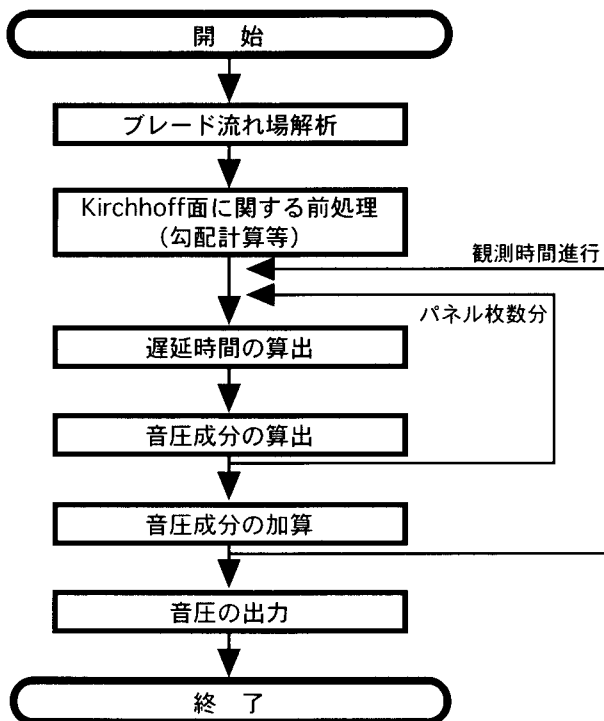 開 始
ブレード流れ場解析
Kirchhoff面に関する前処理
（勾配計算等）
観測時間進行
パネル枚数分
遅延時間の算出
音圧成分の算出
音圧成分の加算
音圧の出力
終 了